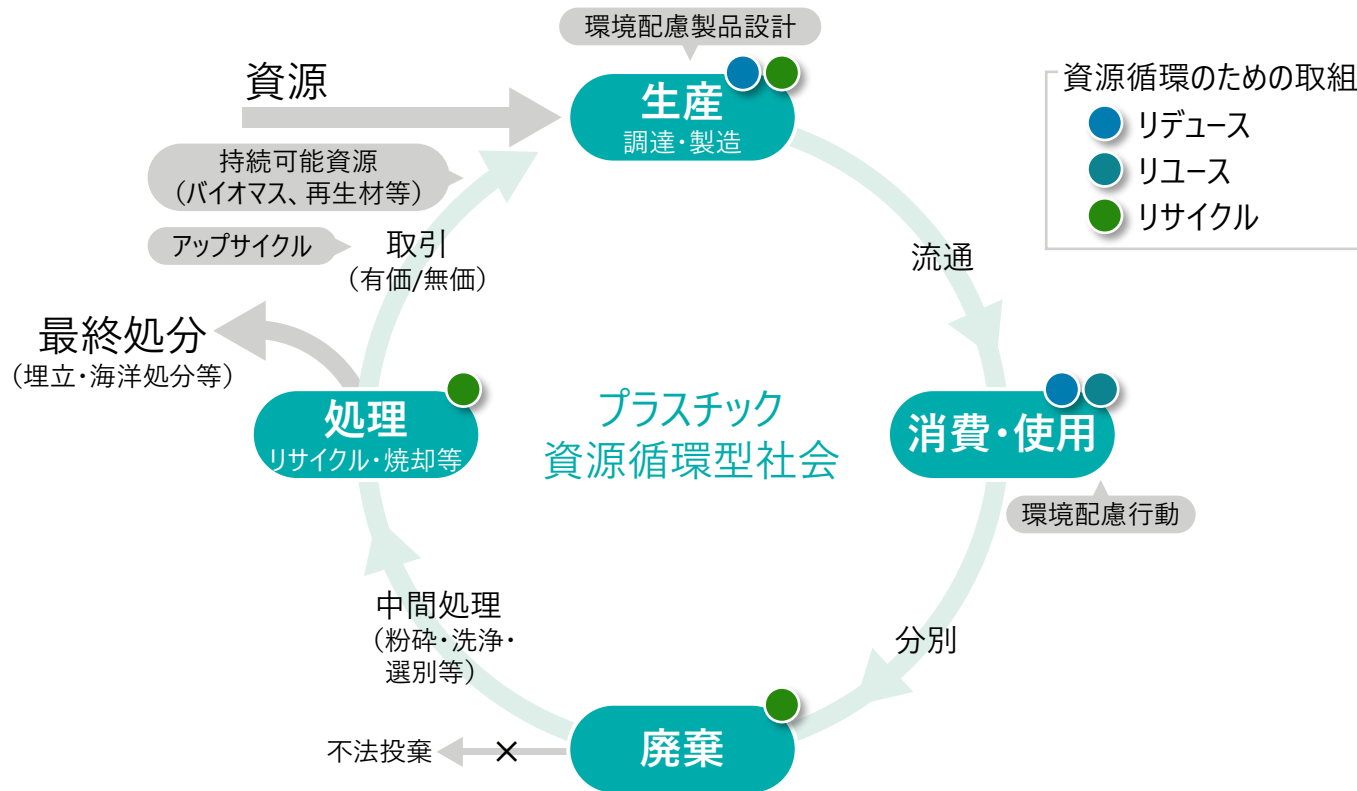 環境配慮製品設計
資源
生産
調達・製造
資源循環のための取組
リデュース
リユース
リサイクル
持続可能資源
（バイオマス、再生材等）
アップサイクル
取引
（有価/無価）
流通
最終処分
（埋立・海洋処分等）
処理
リサイクル・焼却等
プラスチック
資源循環型社会
消費・使用
環境配慮行動
中間処理
（粉砕・洗浄・
選別等）
分別
廃棄
不法投棄
×